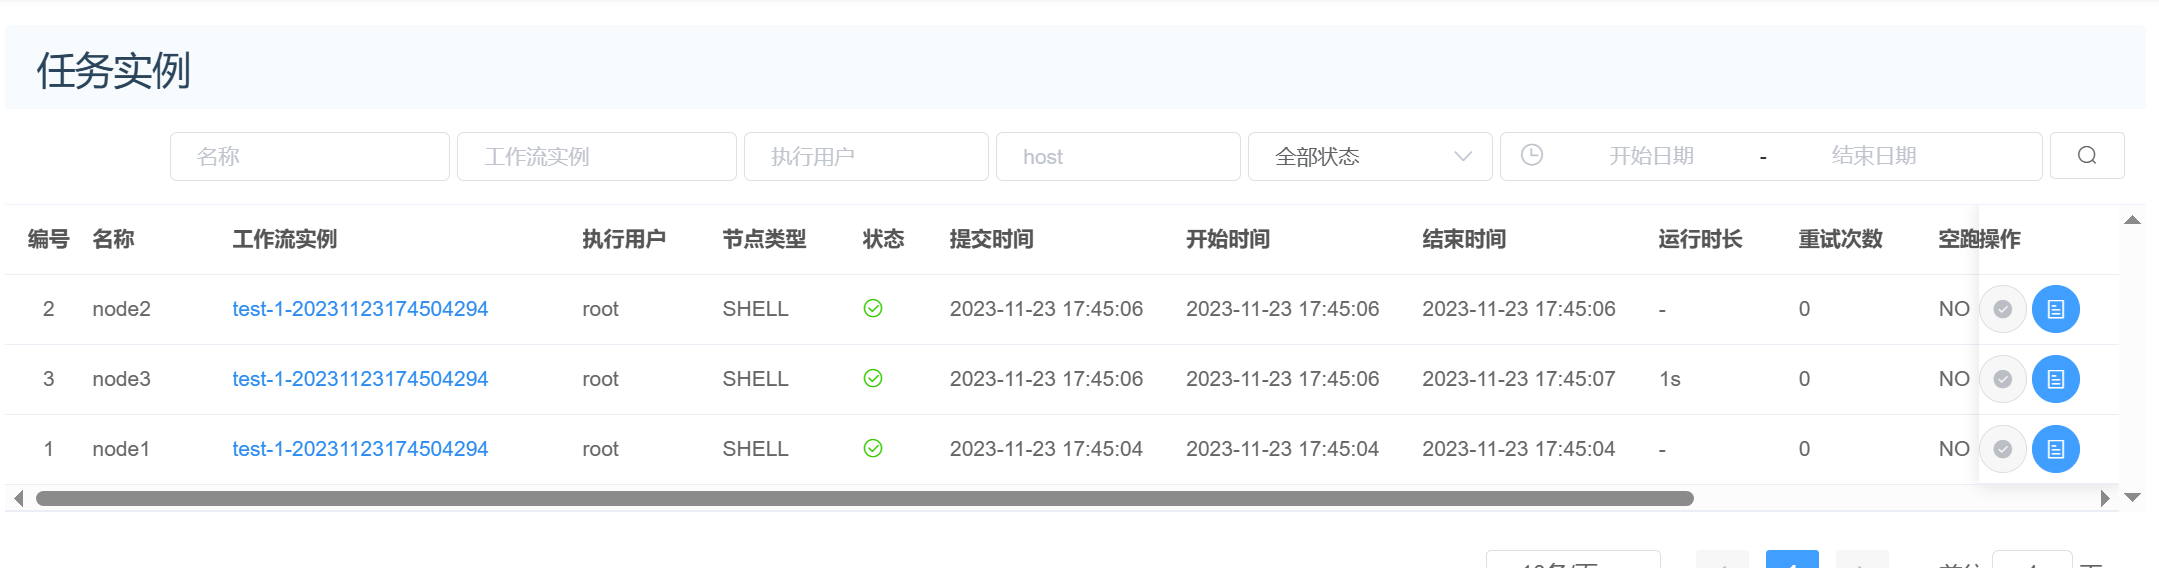 任务实例
名称 工作流实例 执行用户 host 全部状态 开始日期 - 结束日期
编号 名称 工作流实例 执行用户 节点类型 状态 提交时间 开始时间 结束时间 运行时长 重试次数 空跑 操作
2 node2 test-1-20231123174504294 root SHELL 2023-11-23 17:45:06 2023-11-23 17:45:06 2023-11-23 17:45:06 - 0 NO
3 node3 test-1-20231123174504294 root SHELL 2023-11-23 17:45:06 2023-11-23 17:45:06 2023-11-23 17:45:07 1s 0 NO
1 node1 test-1-20231123174504294 root SHELL 2023-11-23 17:45:04 2023-11-23 17:45:04 2023-11-23 17:45:04 - 0 NO